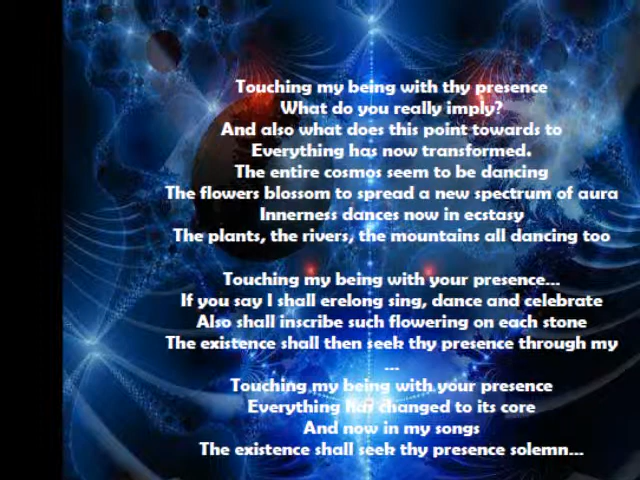 Touching my being with thy presence
What do you really imply?
And also what does this point towards to
Everything has now transformed.
The entire cosmos seem to be dancing
The flowers blossom to spread a new spectrum of aura
Innerness dances now in ecstasy
The plants, the rivers, the mountains all dancing too
Touching my being with your presence...
If you say I shall erelong sing, dance and celebrate
Also shall inscribe such flowering on each stone
The existence shall then seek thy presence through my
...
Touching my being with your presence
Everything has changed to its core
And now in my songs
The existence shall seek thy presence solemn...